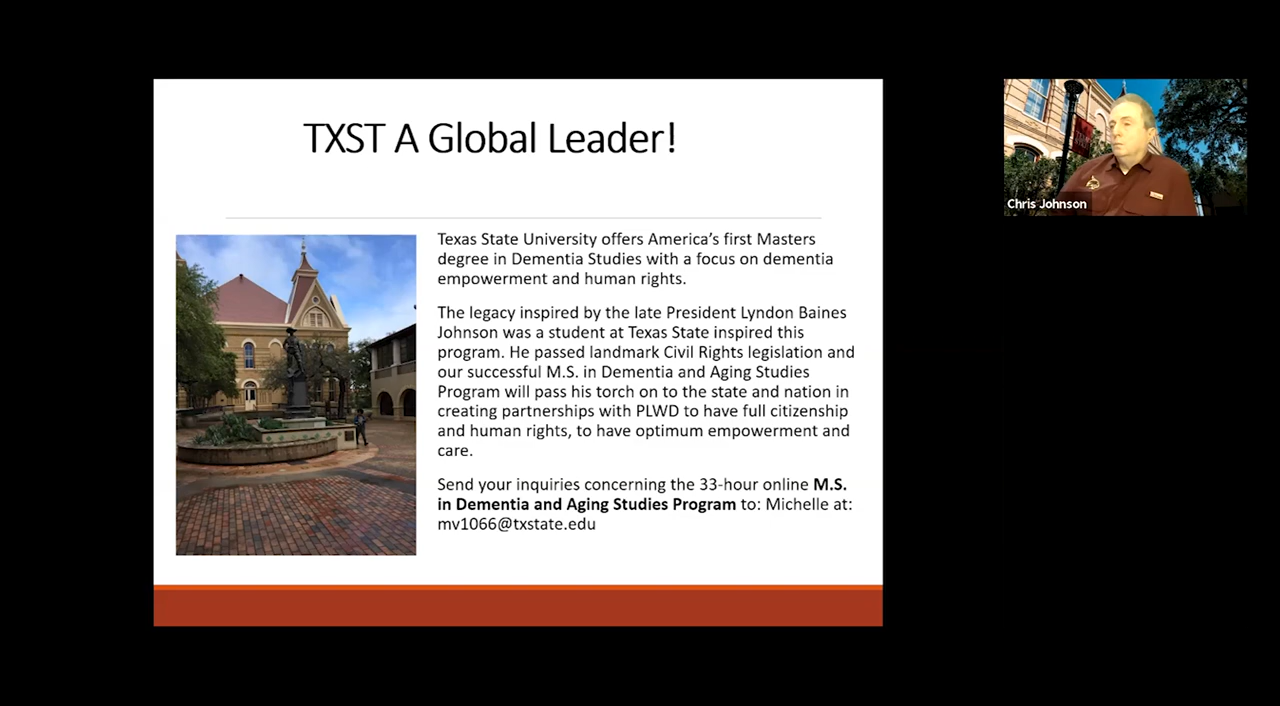 TXST A Global Leader!
Texas State University offers America's first Masters
degree in Dementia Studies with a focus on dementia
empowerment and human rights.
The legacy inspired by the late President Lyndon Baines
Johnson was a student at Texas State inspired this
program. He passed landmark Civil Rights legislation and
our successful M.S. in Dementia and Aging Studies
Program will pass his torch on to the state and nation in
creating partnerships with PLWD to have full citizenship
and human rights, to have optimum empowerment and
care.
Send your inquiries concerning the 33-hour online M.S.
in Dementia and Aging Studies Program to: Michelle at:
mv1066@txstate.edu
Chris Johnson